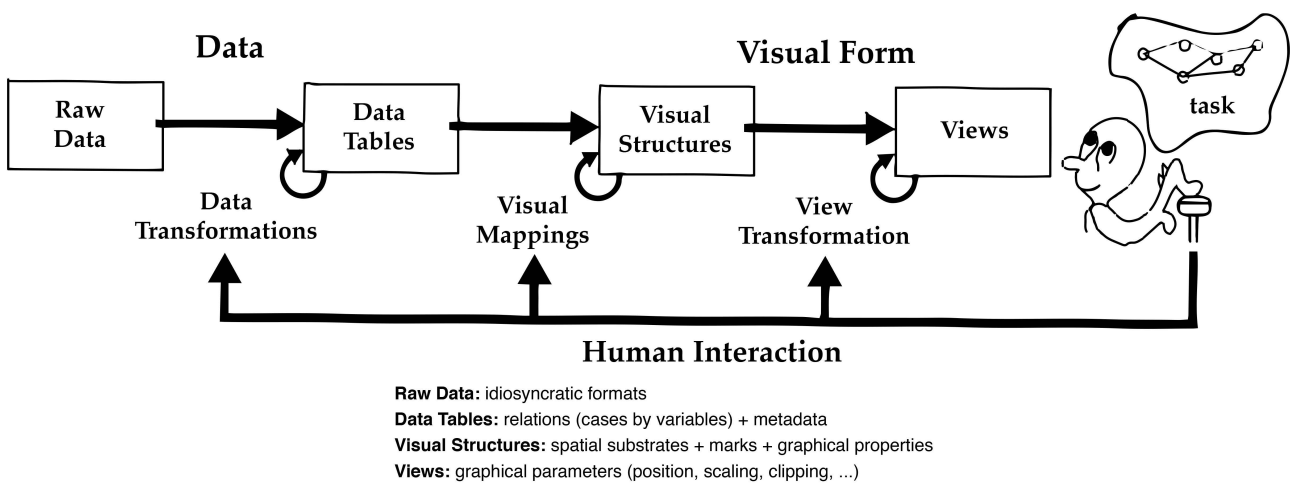 Data
Visual Form
task
Raw
Data
Data
Tables
Visual
Structures
Views
Data
Transformations
Visual
Mappings
View
Transformation
Human Interaction
Raw Data: idiosyncratic formats
Data Tables: relations (cases by variables) + metadata
Visual Structures: spatial substrates + marks + graphical properties
Views: graphical parameters (position, scaling, clipping, ...)